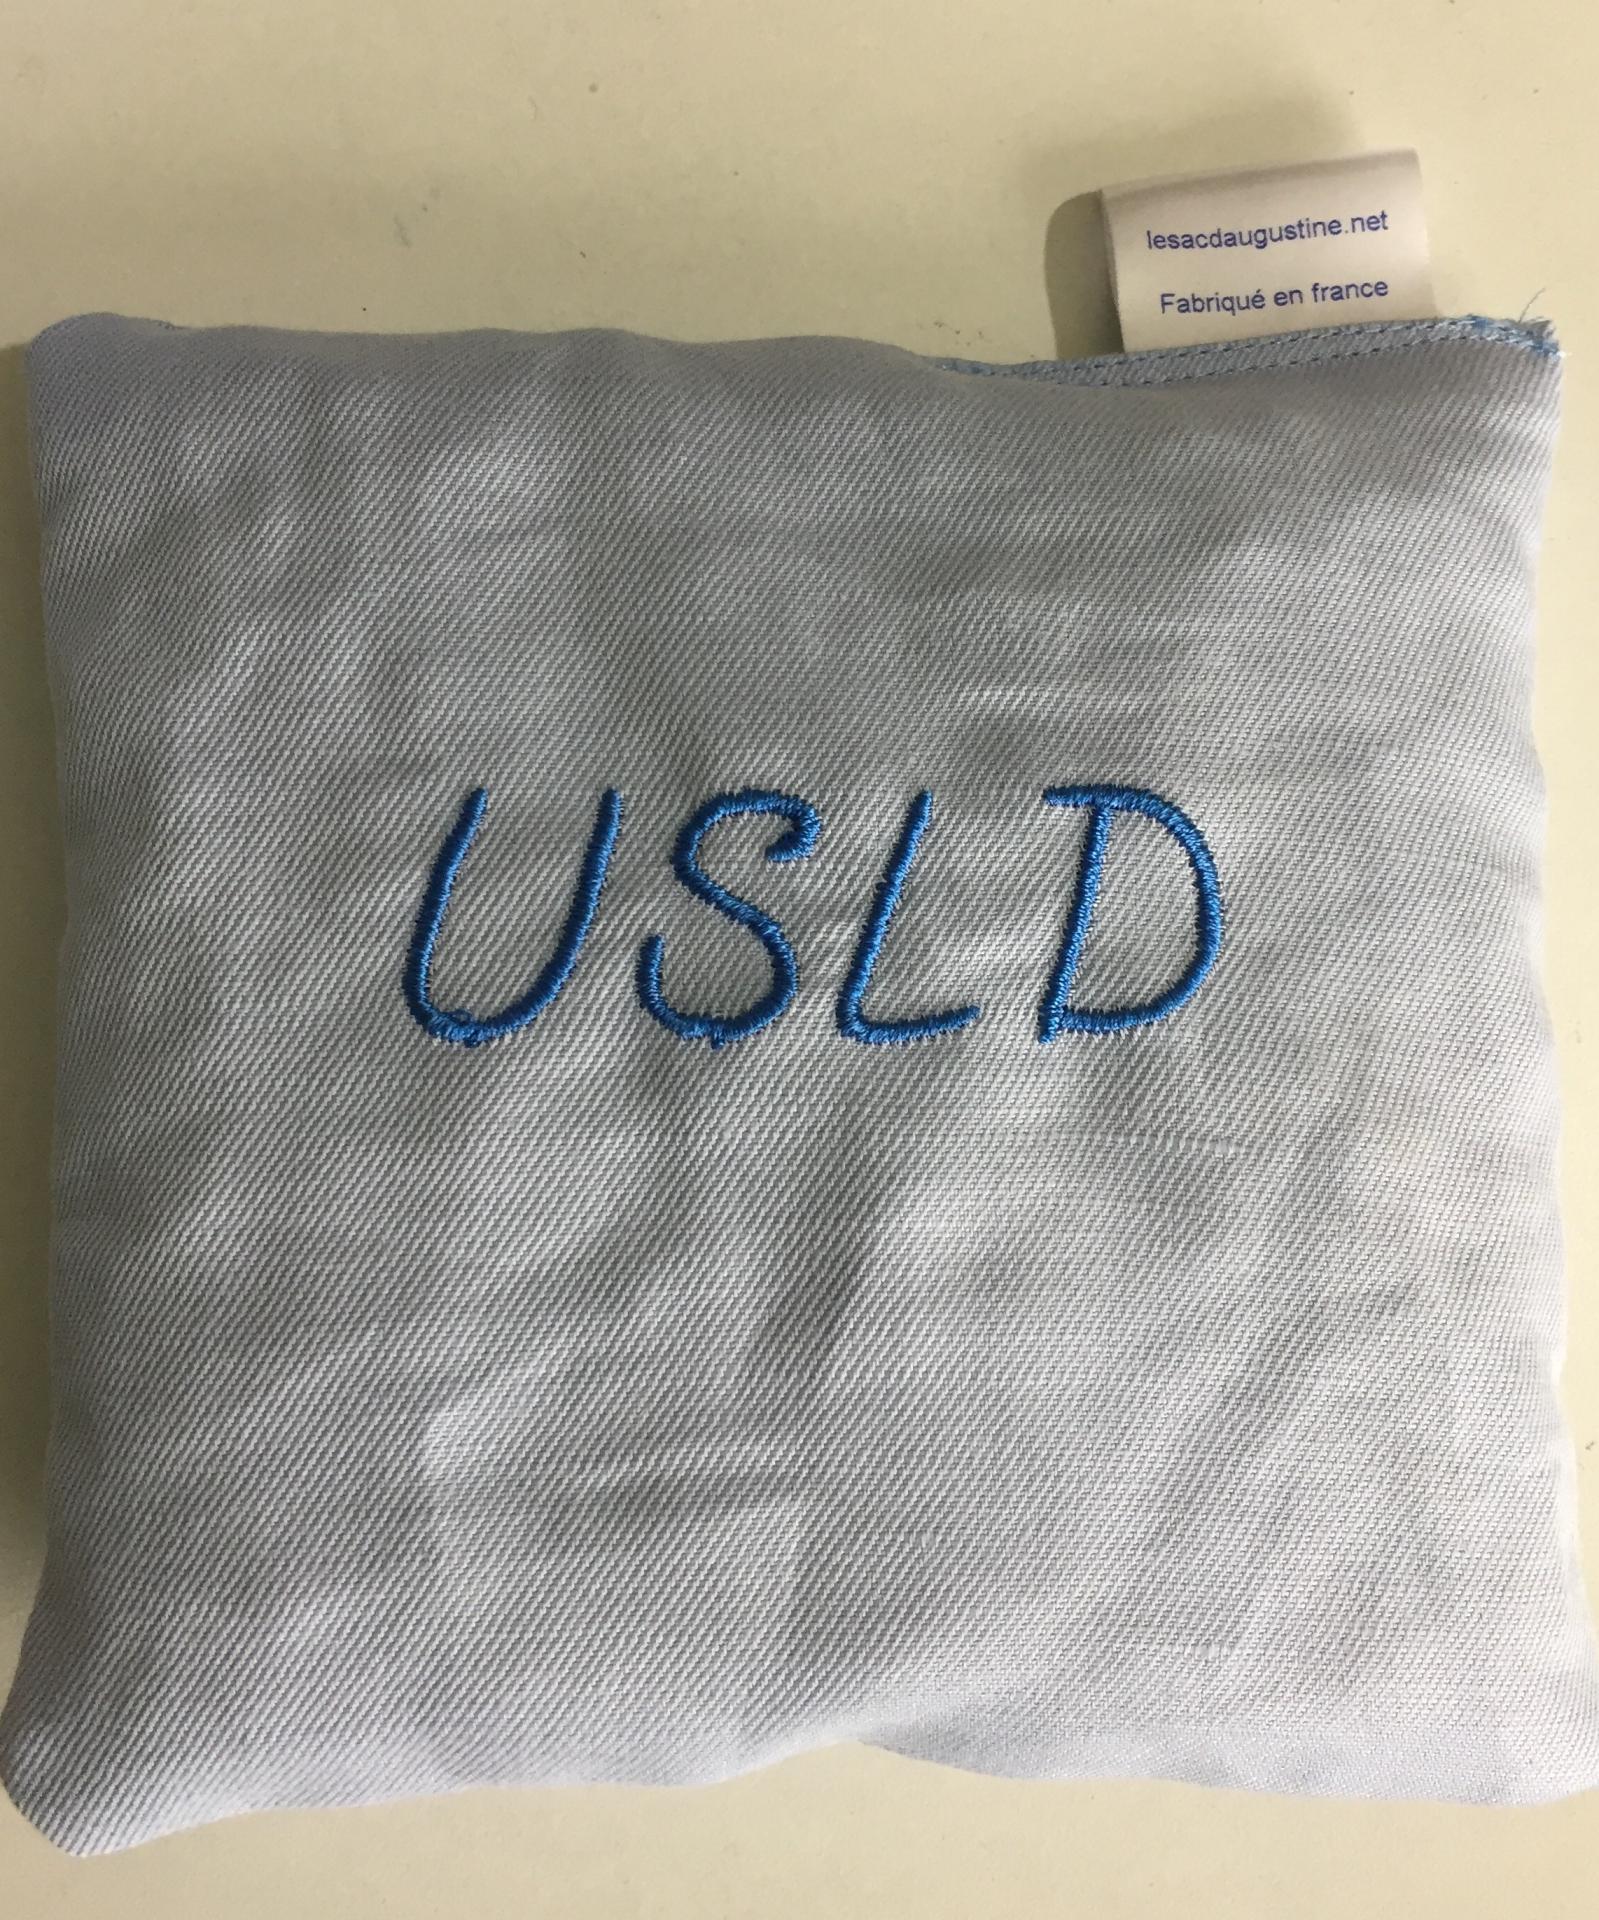 lesacdaugustine.net
Fabriqué en france
USLD